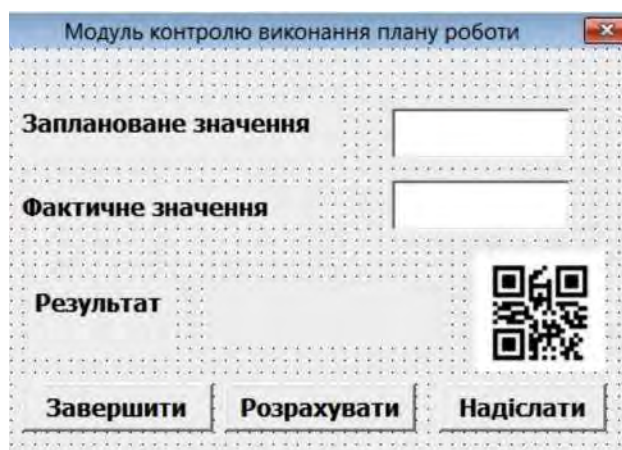 Модуль контролю виконання плану роботи
Заплановане значення
Фактичне значення
Результат
Завершити Розрахувати Надіслати